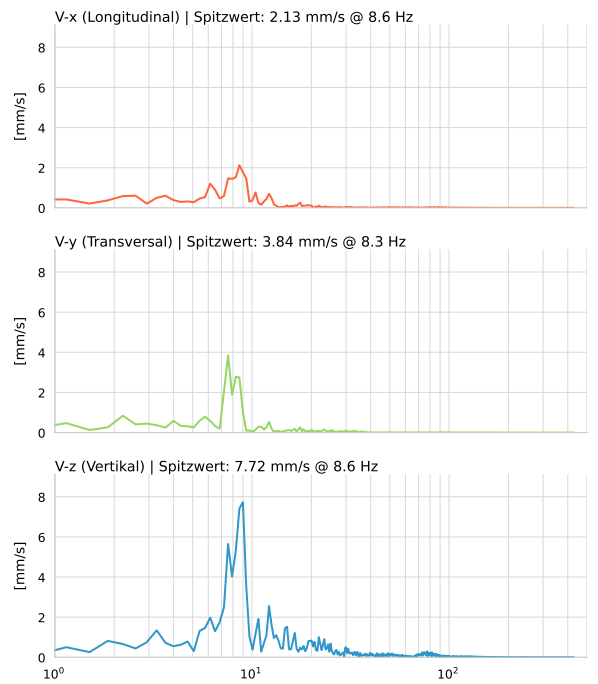 V-x (Longitudinal) | Spitzwert: 2.13 mm/s @ 8.6 Hz
8
6
4
2
0
[mm/s]
V-y (Transversal) | Spitzwert: 3.84 mm/s @ 8.3 Hz
8
6
4
2
0
[mm/s]
V-z (Vertikal) | Spitzwert: 7.72 mm/s @ 8.6 Hz
8
6
4
2
0
[mm/s]
10⁰ 10¹ 10²